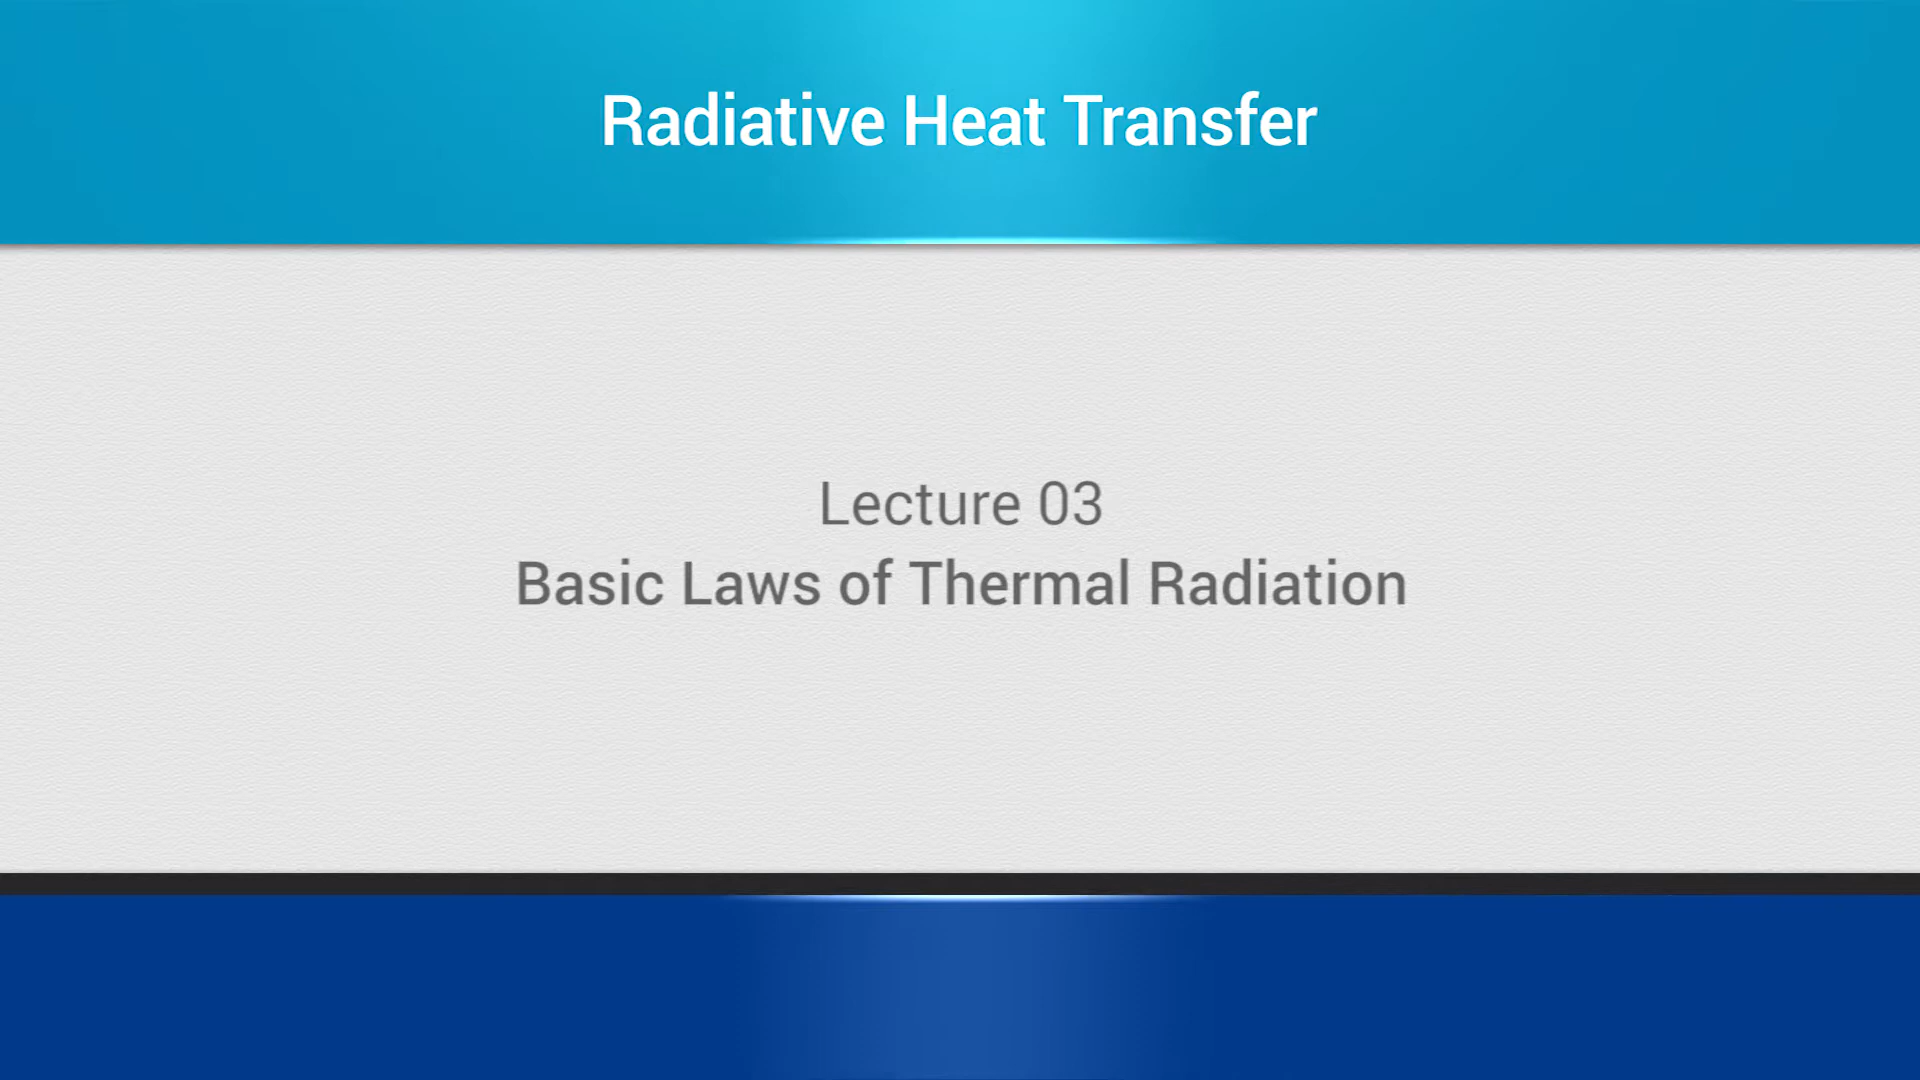 Radiative Heat Transfer
Lecture 03
Basic Laws of Thermal Radiation